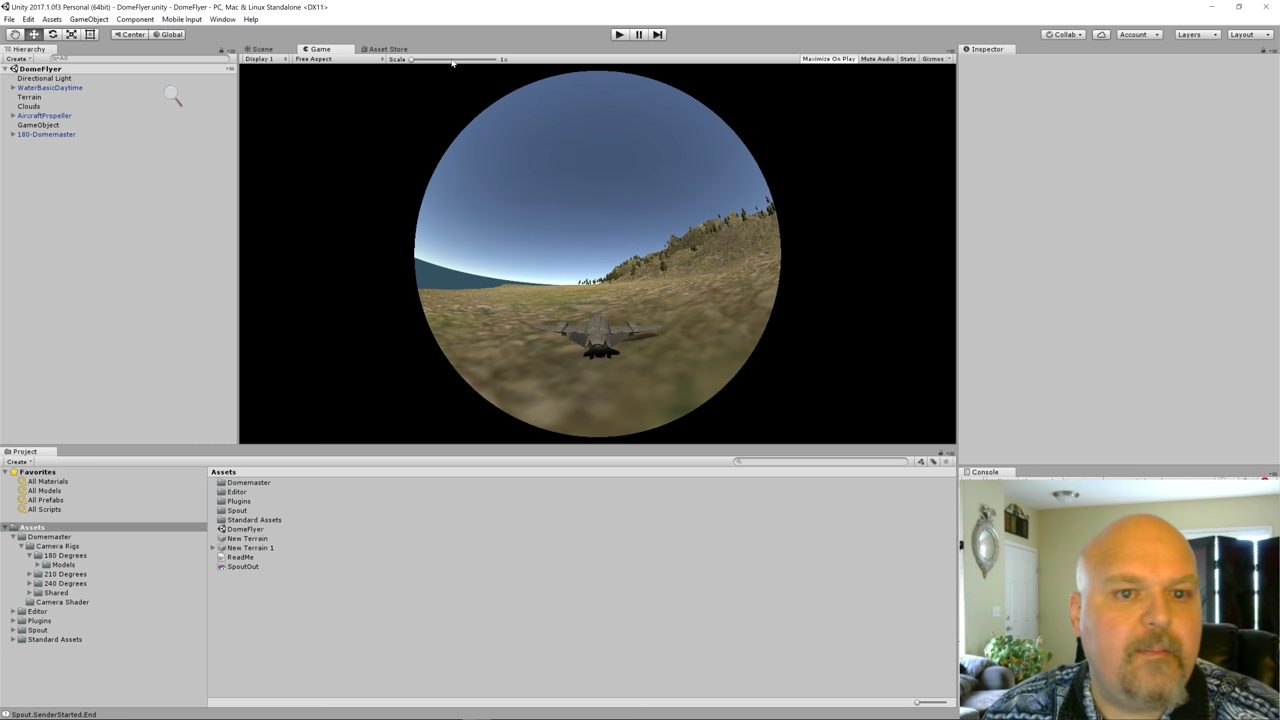 Unity 2017.1.0f3 Personal (64bit) - DomeFlyer.unity - DomeFlyer - PC, Mac & Linux Standalone <DX11>
File Edit Assets GameObject Component Mobile Input Window Help
Center Global Collab Account Layers Layout
Hierarchy
Create All
DomeFlyer
Directional Light
WaterBasicDaytime
Terrain
Clouds
AircraftPropeller
GameObject
180-Domemaster
Scene Game Asset Store
Display 1 Free Aspect Scale 1x Maximize On Play Mute Audio Stats Gizmos
Inspector
Project
Create
Favorites
All Materials
All Models
All Prefabs
All Scripts
Assets
Domemaster
Camera Rigs
180 Degrees
Models
210 Degrees
240 Degrees
Shared
Camera Shader
Editor
Plugins
Spout
Standard Assets
Assets
Domemaster
Editor
Plugins
Spout
Standard Assets
DomeFlyer
New Terrain
New Terrain 1
ReadMe
SpoutOut
Console
Spout.SenderStarted.End